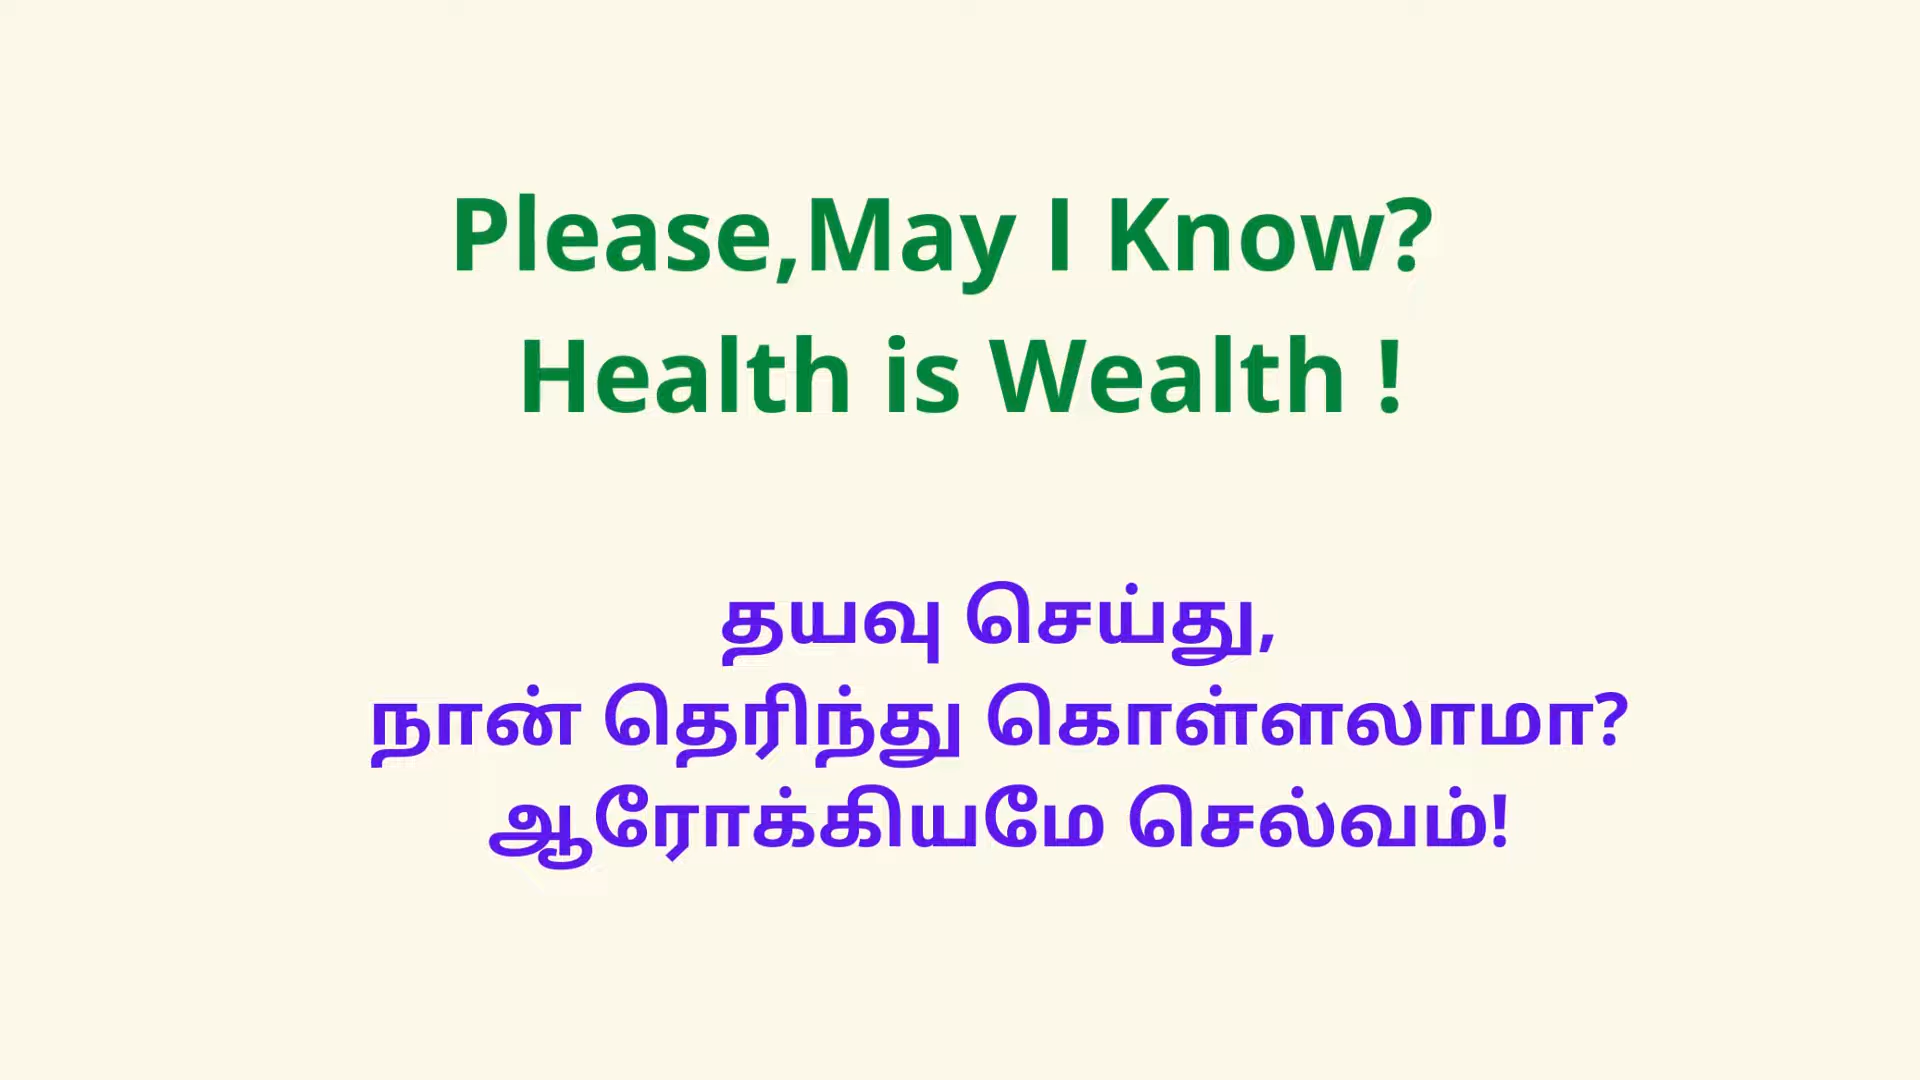 Please,May I Know?
Health is Wealth !
தயவு செய்து,
நான் தெரிந்து கொள்ளலாமா?
ஆரோக்கியமே செல்வம்!